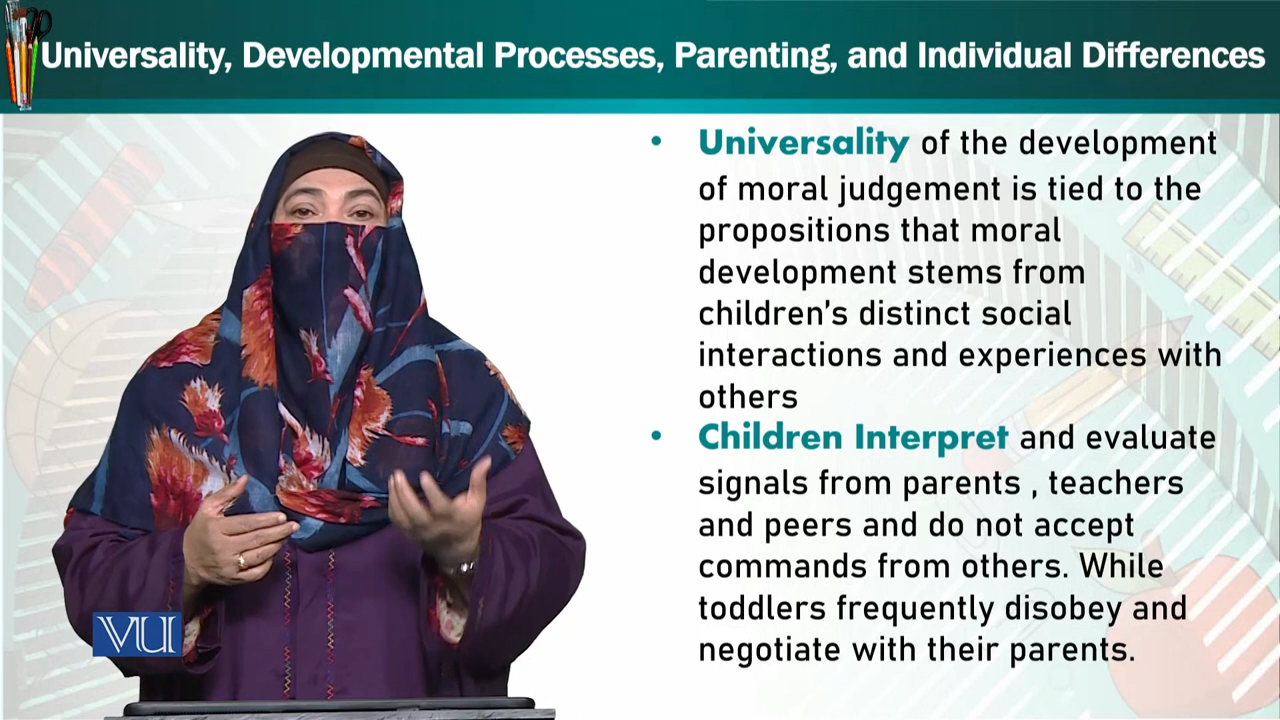 Universality, Developmental Processes, Parenting, and Individual Differences
• Universality of the development
of moral judgement is tied to the
propositions that moral
development stems from
children's distinct social
interactions and experiences with
others
• Children Interpret and evaluate
signals from parents , teachers
and peers and do not accept
commands from others. While
toddlers frequently disobey and
negotiate with their parents.
VU